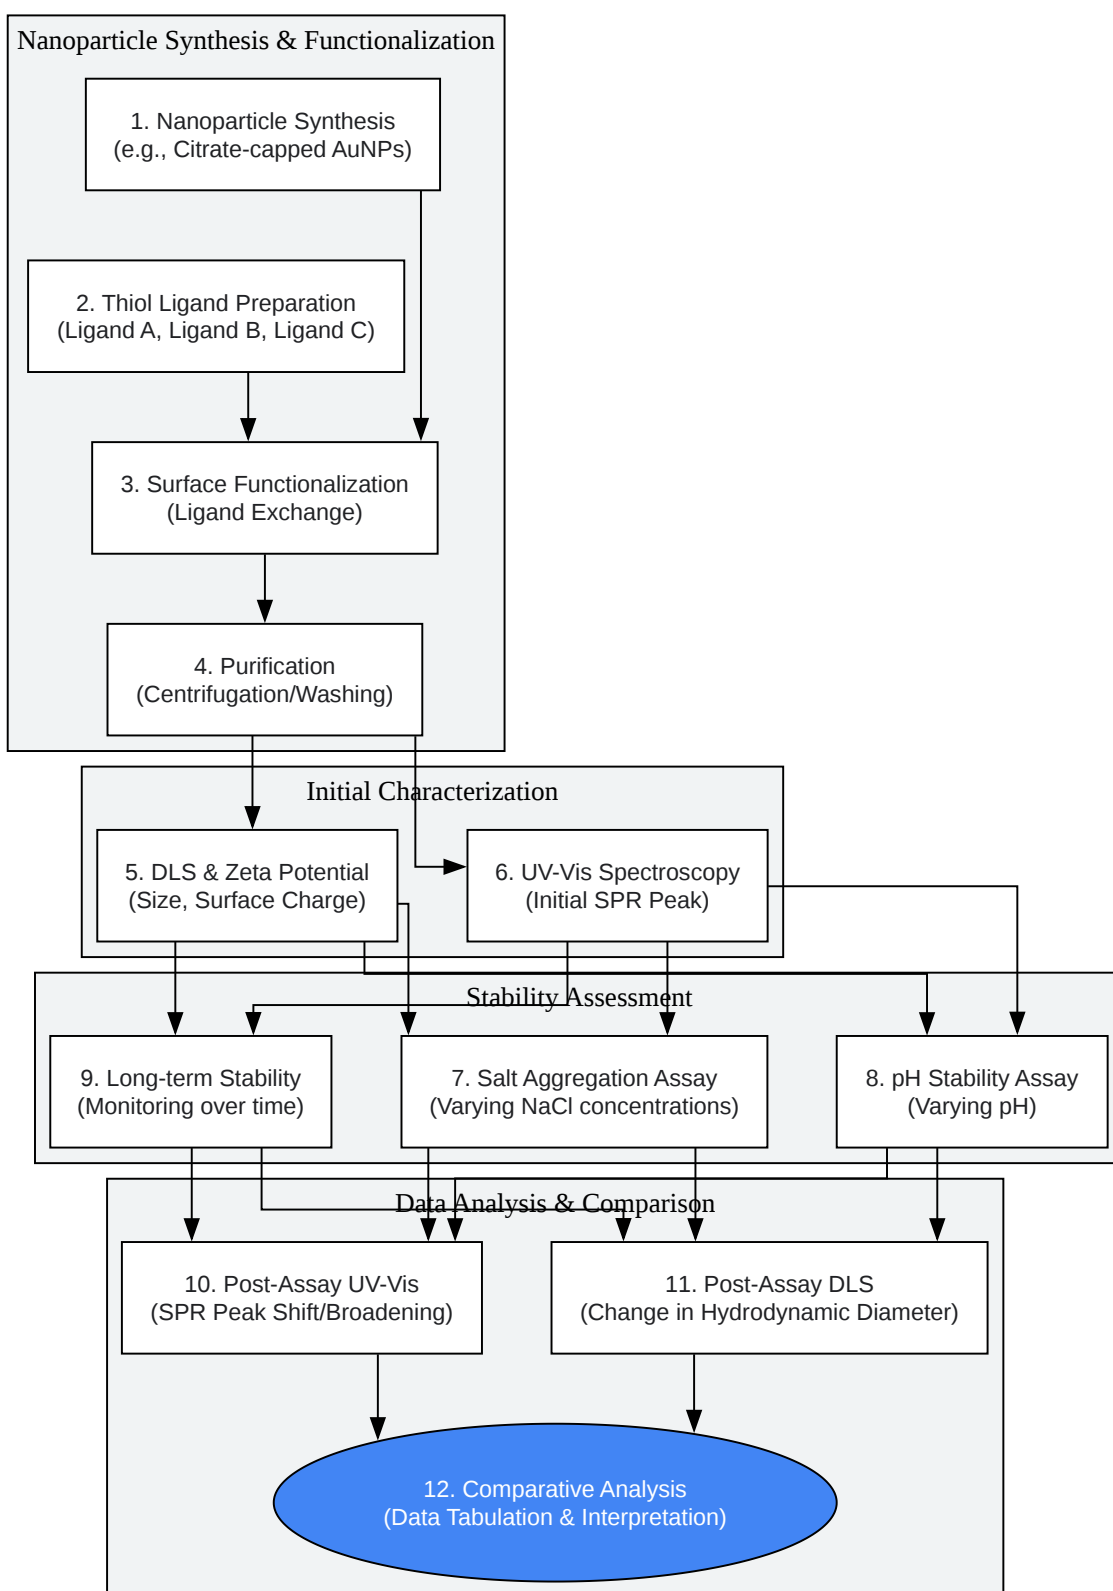 Nanoparticle Synthesis & Functionalization
1. Nanoparticle Synthesis
(e.g., Citrate-capped AuNPs)
2. Thiol Ligand Preparation
(Ligand A, Ligand B, Ligand C)
3. Surface Functionalization
(Ligand Exchange)
4. Purification
(Centrifugation/Washing)
Initial Characterization
5. DLS & Zeta Potential
(Size, Surface Charge)
6. UV-Vis Spectroscopy
(Initial SPR Peak)
Stability Assessment
9. Long-term Stability
(Monitoring over time)
7. Salt Aggregation Assay
(Varying NaCl concentrations)
8. pH Stability Assay
(Varying pH)
Data Analysis & Comparison
10. Post-Assay UV-Vis
(SPR Peak Shift/Broadening)
11. Post-Assay DLS
(Change in Hydrodynamic Diameter)
12. Comparative Analysis
(Data Tabulation & Interpretation)